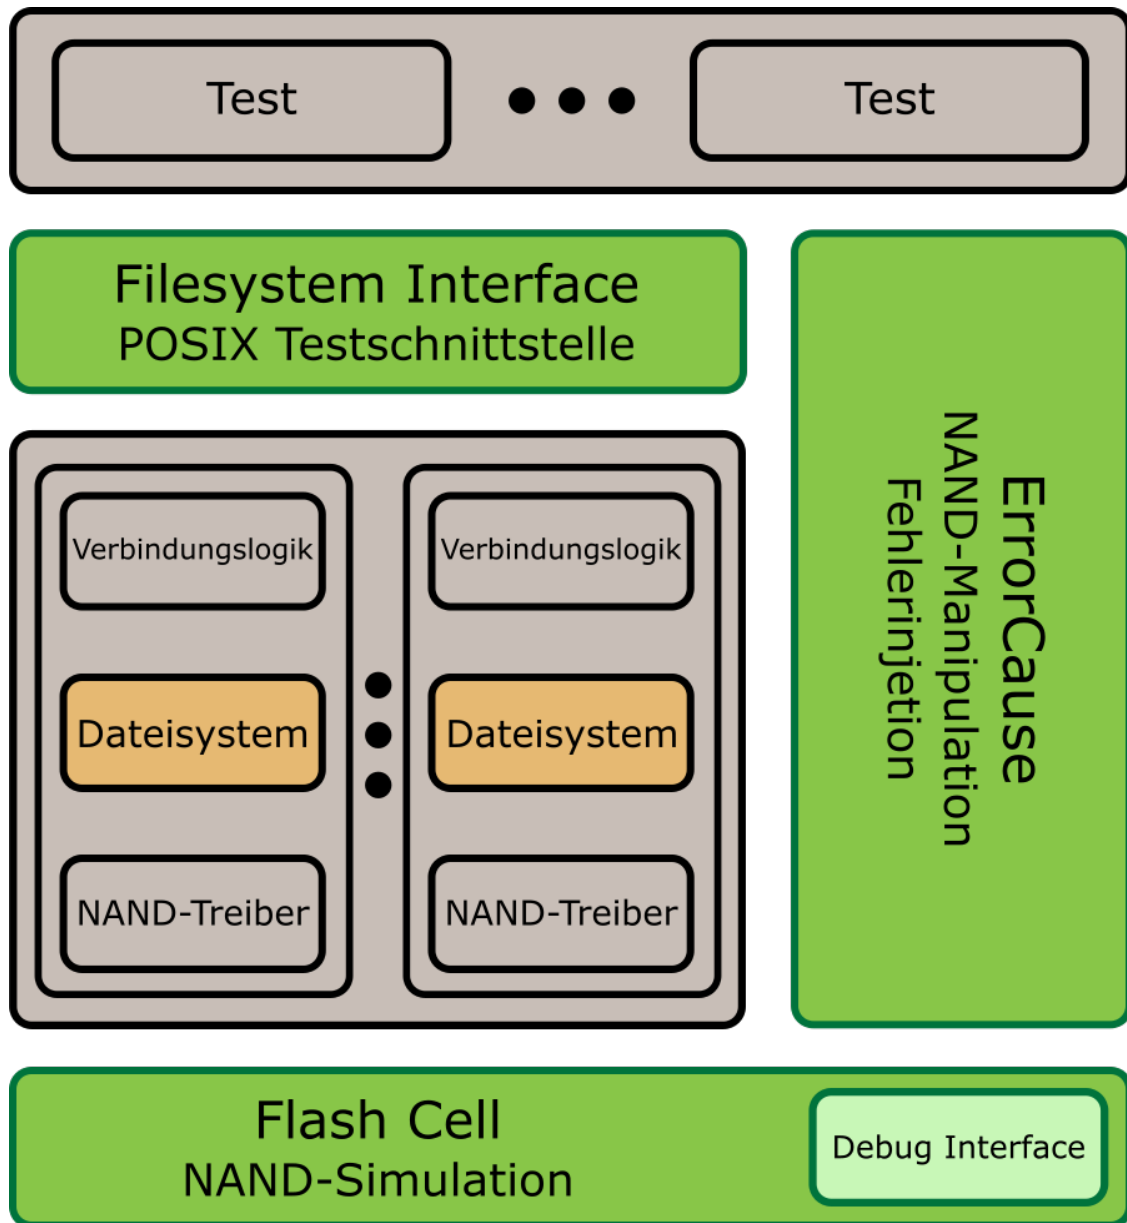 Test
Test
Filesystem Interface
POSIX Testschnittstelle
Verbindungslogik
Dateisystem
NAND-Treiber
Verbindungslogik
Dateisystem
NAND-Treiber
ErrorCause
NAND-Manipulation
Fehlerinjetion
Flash Cell
NAND-Simulation
Debug Interface